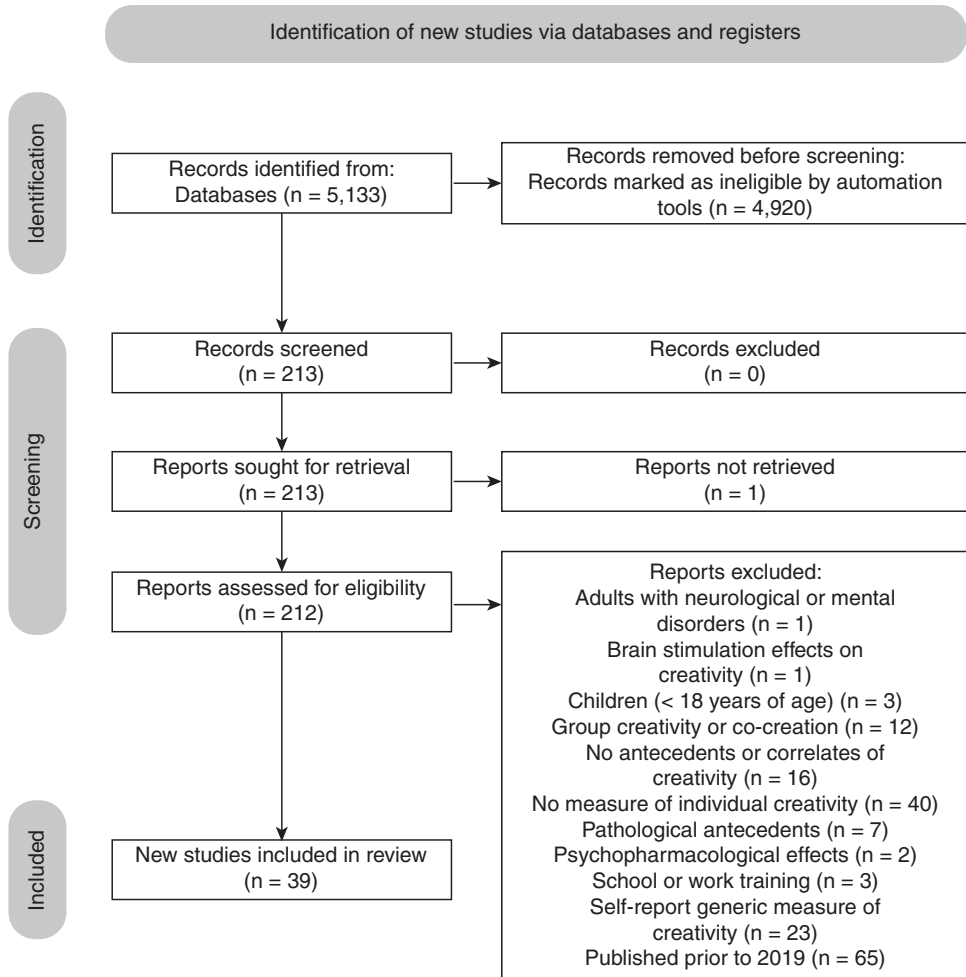 Identification of new studies via databases and registers
Identification
Records identified from:
Databases (n = 5,133)
Records removed before screening:
Records marked as ineligible by automation
tools (n = 4,920)
Screening
Records screened
(n = 213)
Records excluded
(n = 0)
Reports sought for retrieval
(n = 213)
Reports not retrieved
(n = 1)
Reports assessed for eligibility
(n = 212)
Reports excluded:
Adults with neurological or mental
disorders (n = 1)
Brain stimulation effects on
creativity (n = 1)
Children (< 18 years of age) (n = 3)
Group creativity or co-creation (n = 12)
No antecedents or correlates of
creativity (n = 16)
No measure of individual creativity (n = 40)
Pathological antecedents (n = 7)
Psychopharmacological effects (n = 2)
School or work training (n = 3)
Self-report generic measure of
creativity (n = 23)
Published prior to 2019 (n = 65)
Included
New studies included in review
(n = 39)